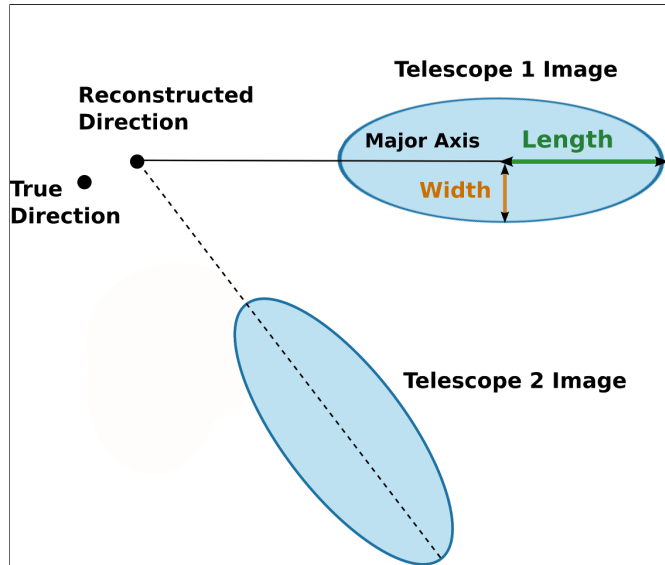 Telescope 1 Image
Reconstructed
Direction
Major Axis
Length
True
Direction
Width
Telescope 2 Image